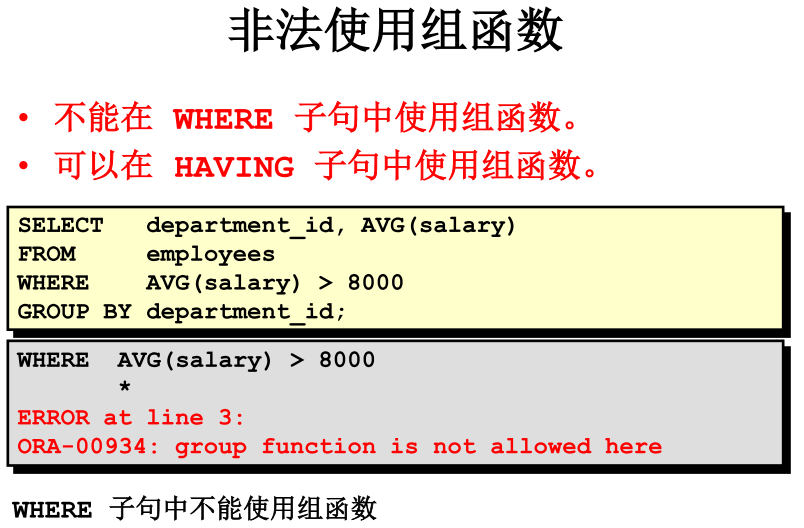 非法使用组函数
• 不能在 WHERE 子句中使用组函数。
• 可以在 HAVING 子句中使用组函数。
SELECT   department_id, AVG(salary)
FROM     employees
WHERE    AVG(salary) > 8000
GROUP BY department_id;
WHERE  AVG(salary) > 8000
       *
ERROR at line 3:
ORA-00934: group function is not allowed here
WHERE 子句中不能使用组函数